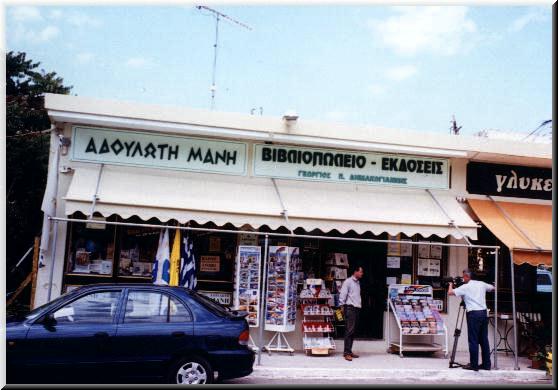 ΑΔΟΥΛΩΤΗ ΜΑΝΗ
ΒΙΒΛΙΟΠΩΛΕΙΟ - ΕΚΔΟΣΕΙΣ
ΓΕΩΡΓΙΟΣ Π. ΔΗΜΑΚΟΓΙΑΝΝΗΣ
γλυκε